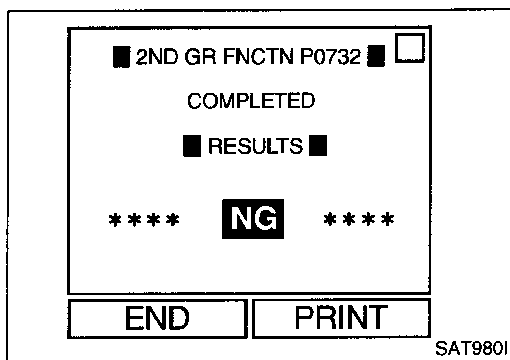 ■ 2ND GR FNCTN P0732 ■
COMPLETED
■ RESULTS ■
**** NG ****
END PRINT
SAT980I